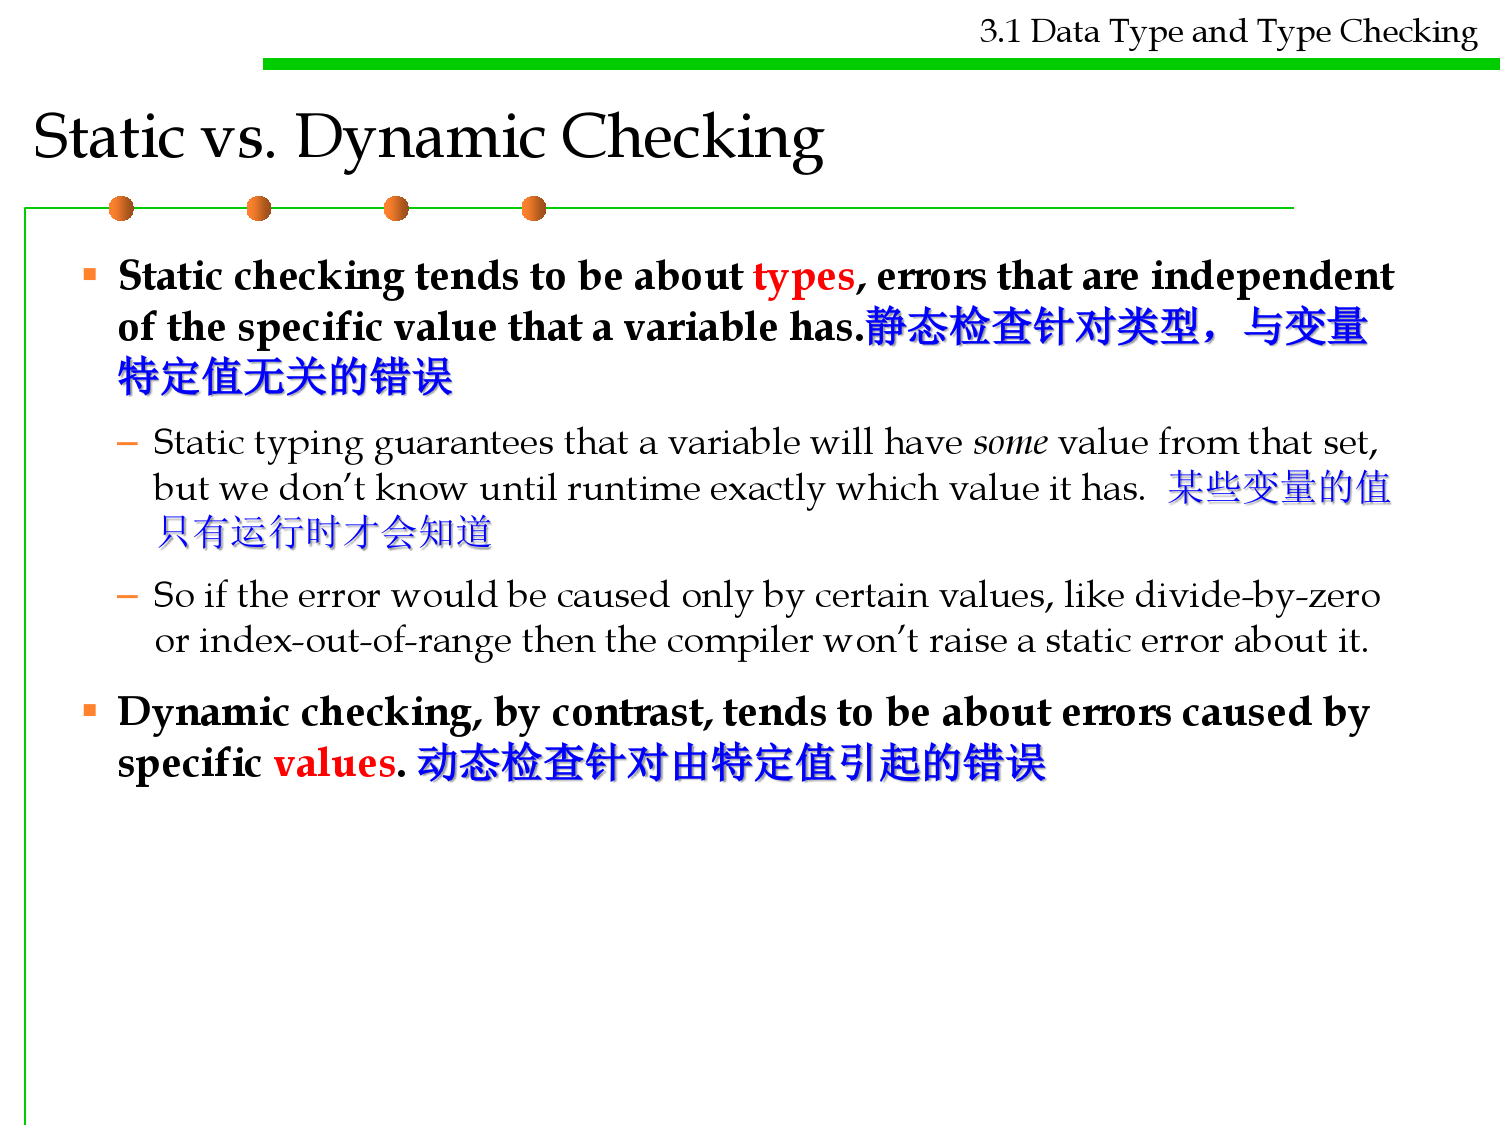 3.1 Data Type and Type Checking
Static vs. Dynamic Checking
▪ Static checking tends to be about types, errors that are independent
of the specific value that a variable has.静态检查针对类型，与变量
特定值无关的错误
– Static typing guarantees that a variable will have some value from that set,
but we don’t know until runtime exactly which value it has. 某些变量的值
只有运行时才会知道
– So if the error would be caused only by certain values, like divide-by-zero
or index-out-of-range then the compiler won’t raise a static error about it.
▪ Dynamic checking, by contrast, tends to be about errors caused by
specific values. 动态检查针对由特定值引起的错误